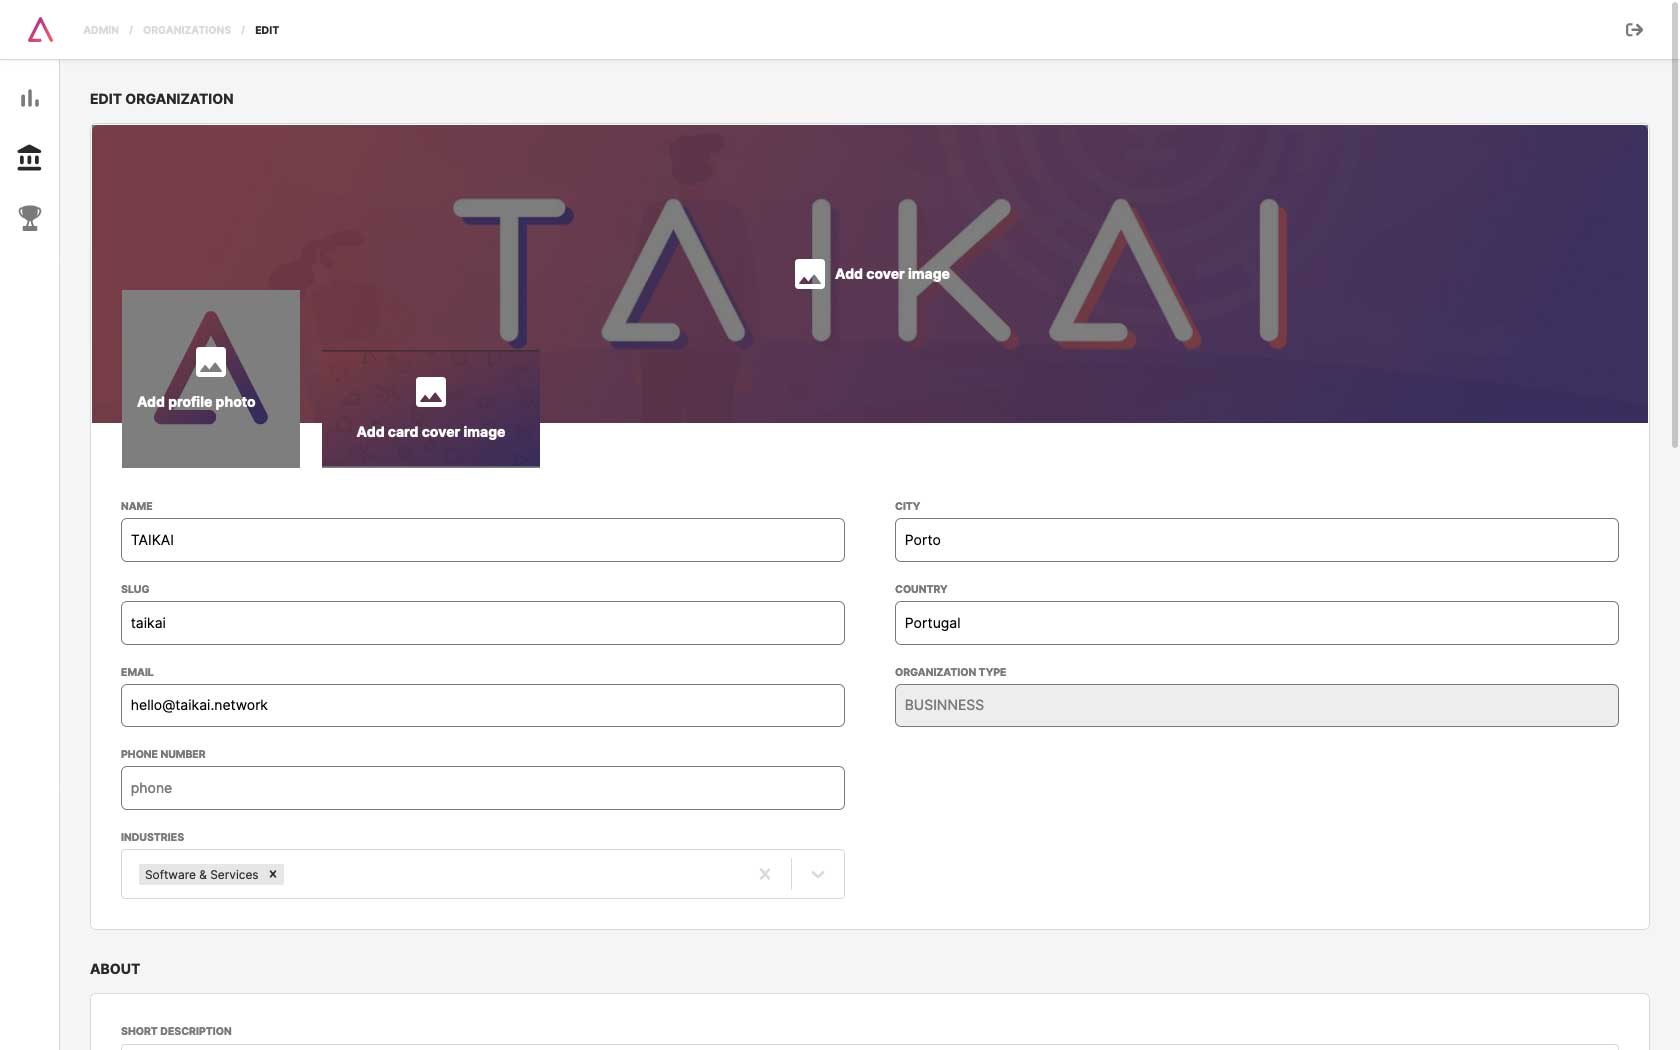 ADMIN / ORGANIZATIONS / EDIT
EDIT ORGANIZATION
TAIKAI
Add cover image
Add profile photo
Add card cover image
NAME
TAIKAI
CITY
Porto
SLUG
taikai
COUNTRY
Portugal
EMAIL
hello@taikai.network
ORGANIZATION TYPE
BUSINNESS
PHONE NUMBER
phone
INDUSTRIES
Software & Services
ABOUT
SHORT DESCRIPTION